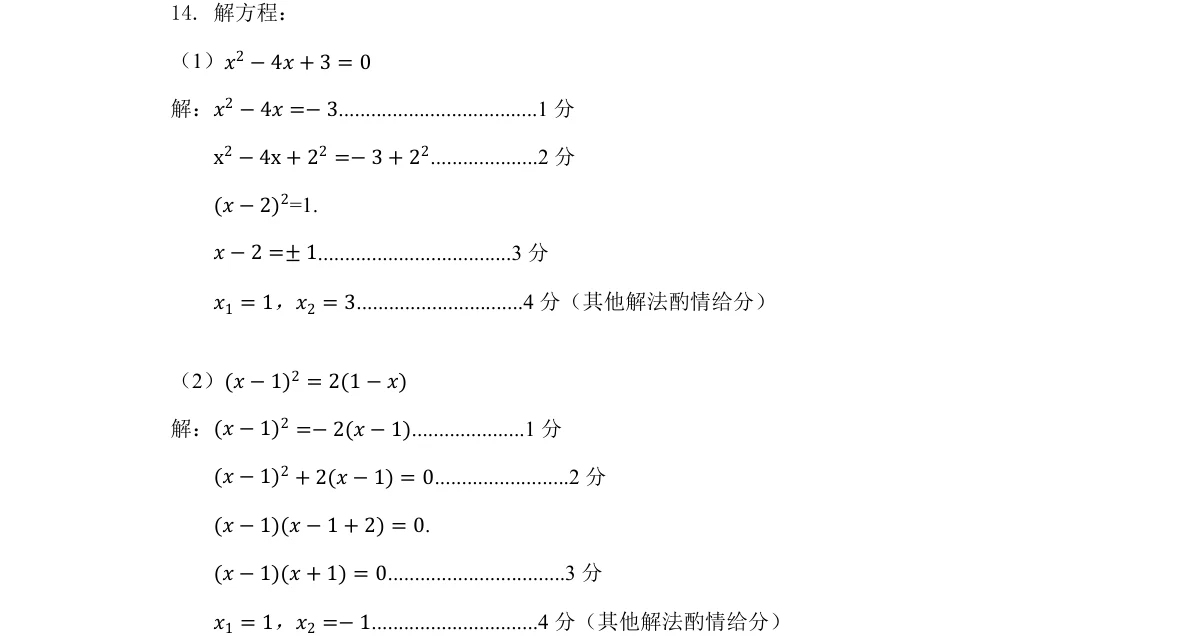 14. 解方程：
（1）𝑥² − 4𝑥 + 3 = 0
解：𝑥² − 4𝑥 =− 3.....................................1 分
x² − 4x + 2² =− 3 + 2²....................2 分
(𝑥 − 2)²=1.
𝑥 − 2 =± 1....................................3 分
𝑥₁ = 1，𝑥₂ = 3...............................4 分（其他解法酌情给分）
（2）(𝑥 − 1)² = 2(1 − 𝑥)
解：(𝑥 − 1)² =− 2(𝑥 − 1).....................1 分
(𝑥 − 1)² + 2(𝑥 − 1) = 0.........................2 分
(𝑥 − 1)(𝑥 − 1 + 2) = 0.
(𝑥 − 1)(𝑥 + 1) = 0.................................3 分
𝑥₁ = 1，𝑥₂ =− 1...............................4 分（其他解法酌情给分）